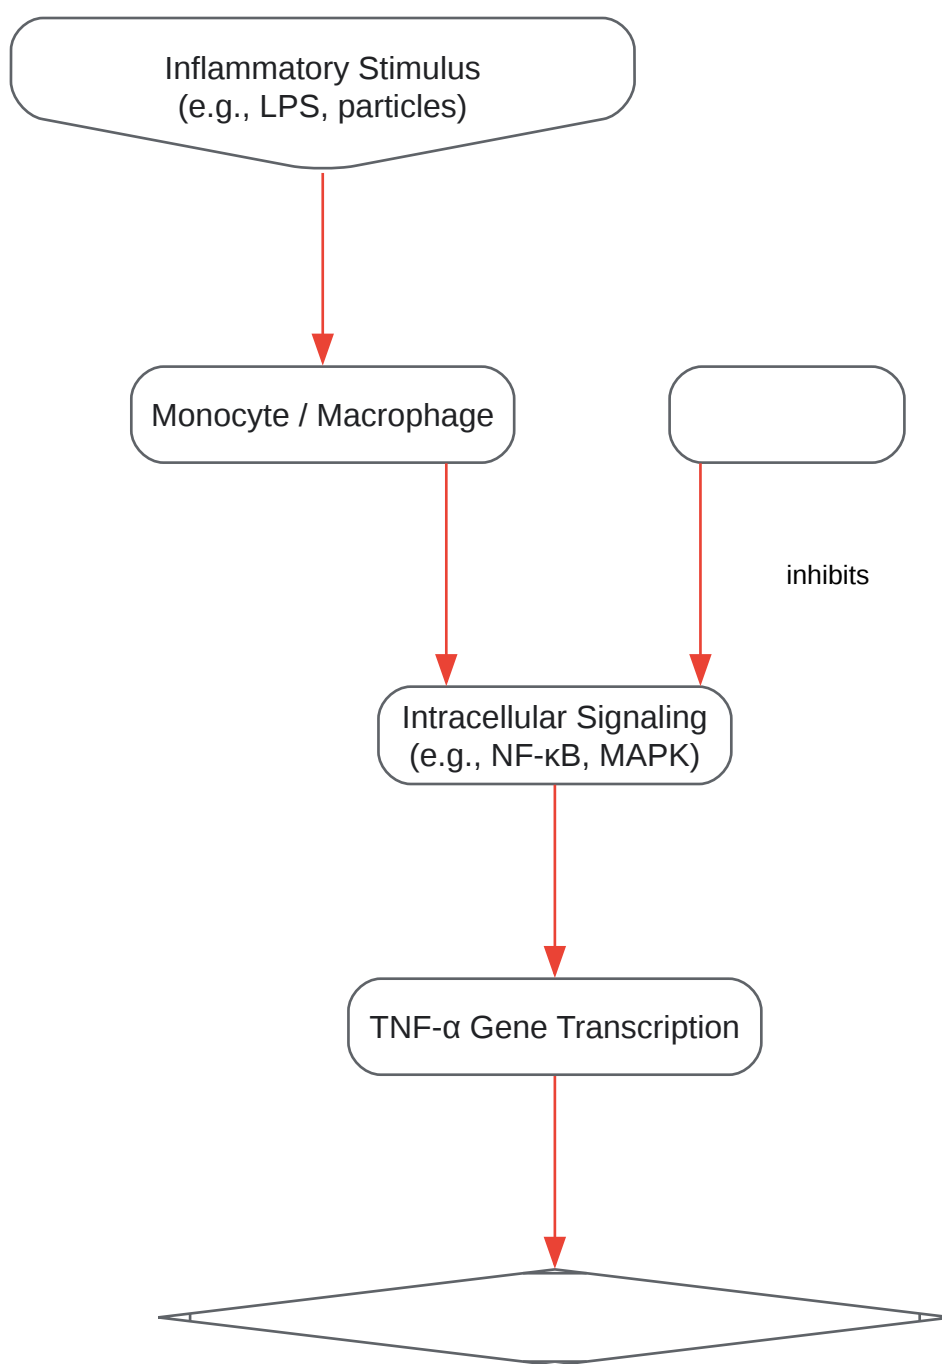 Inflammatory Stimulus
(e.g., LPS, particles)
Monocyte / Macrophage
inhibits
Intracellular Signaling
(e.g., NF-κB, MAPK)
TNF-α Gene Transcription